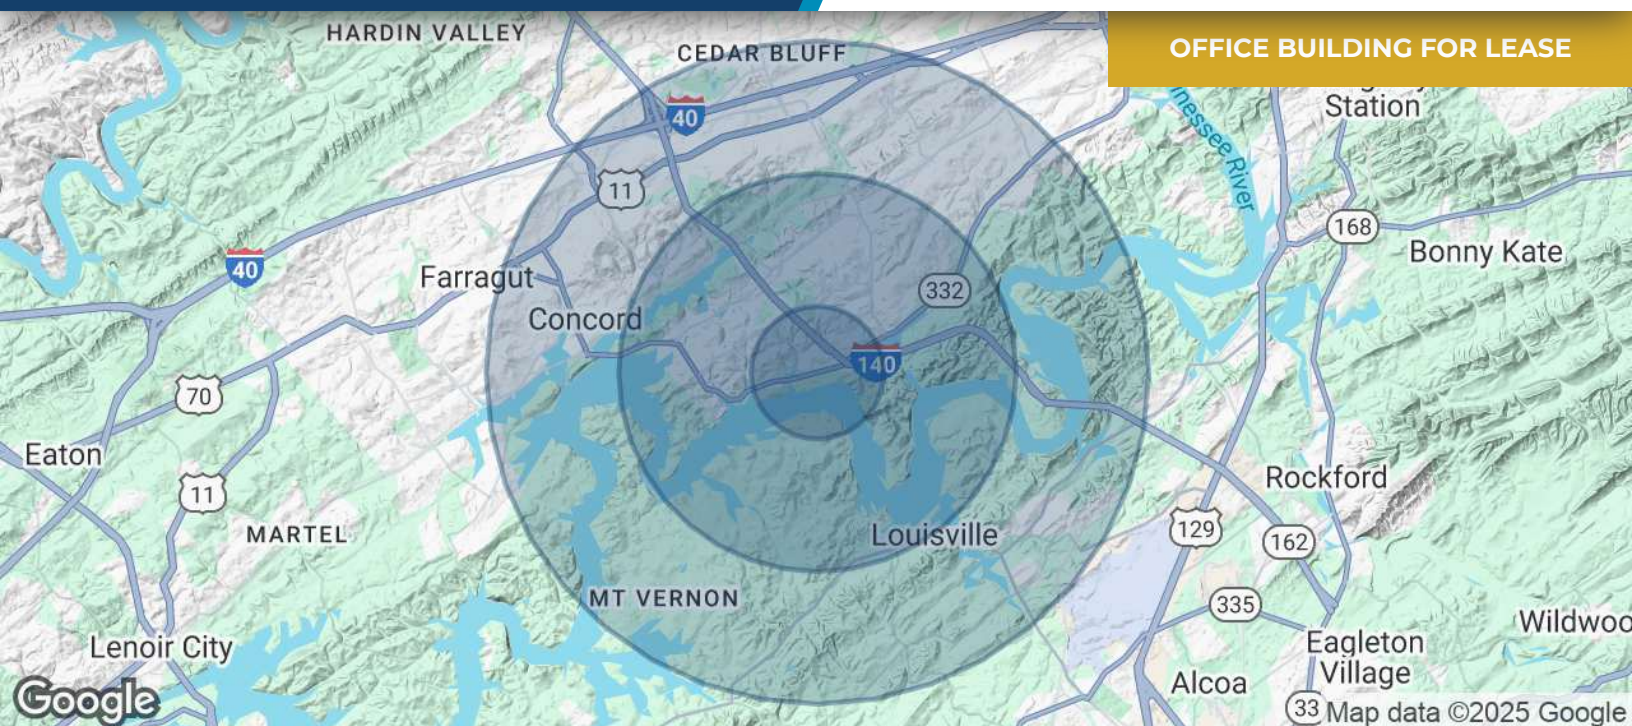 HARDIN VALLEY
CEDAR BLUFF
OFFICE BUILDING FOR LEASE
Station
40
11
nessee River
168
Bonny Kate
40
Farragut
332
Concord
140
70
Eaton
11
Rockford
MARTEL
Louisville
129
162
MT VERNON
335
Wildwoo
Lenoir City
Eagleton
Village
Alcoa
Google
33
Map data ©2025 Google